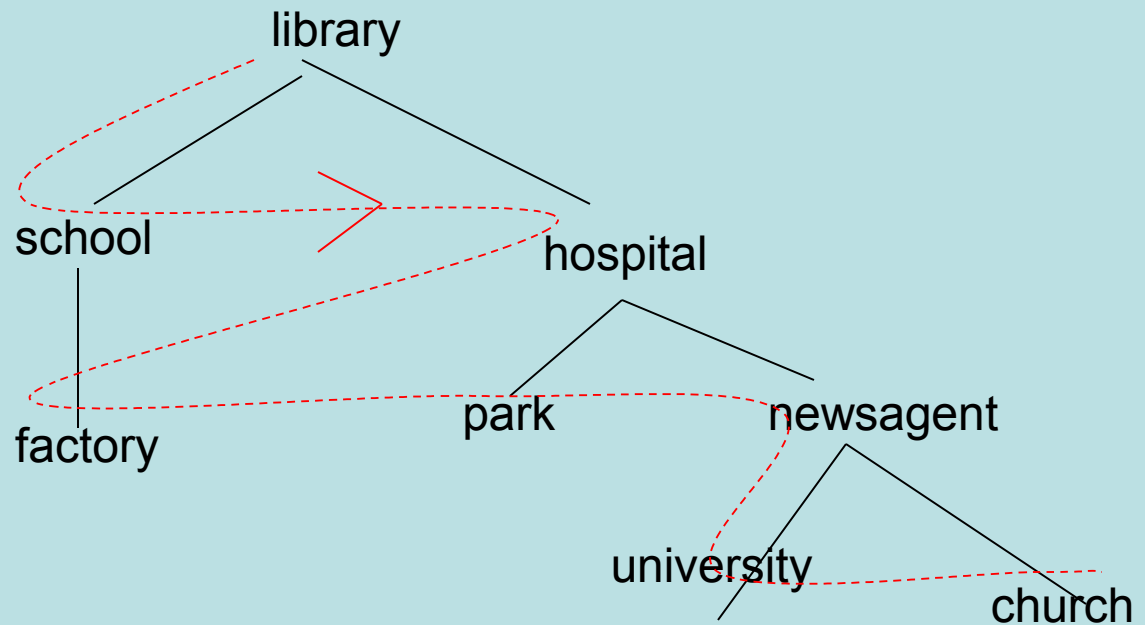 library
school
hospital
factory
park
newsagent
university
church